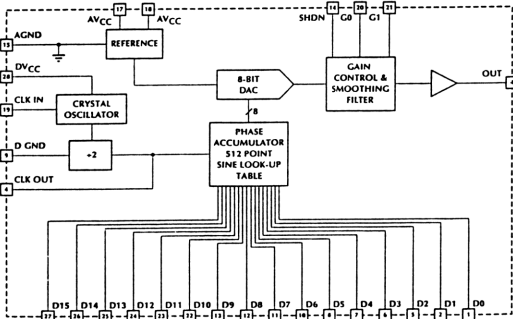 17 18
AVCC AVCC
14 20 21
SHDN G0 G1
15 AGND
REFERENCE
28 DVCC
19 CLK IN
CRYSTAL
OSCILLATOR
9 D GND
÷2
4 CLK OUT
8-BIT
DAC
8
PHASE
ACCUMULATOR
512 POINT
SINE LOOK-UP
TABLE
GAIN
CONTROL &
SMOOTHING
FILTER
OUT
D15 D14 D13 D12 D11 D10 D9 D8 D7 D6 D5 D4 D3 D2 D1 D0
27 26 25 24 23 22 13 12 11 10 8 7 6 3 2 1